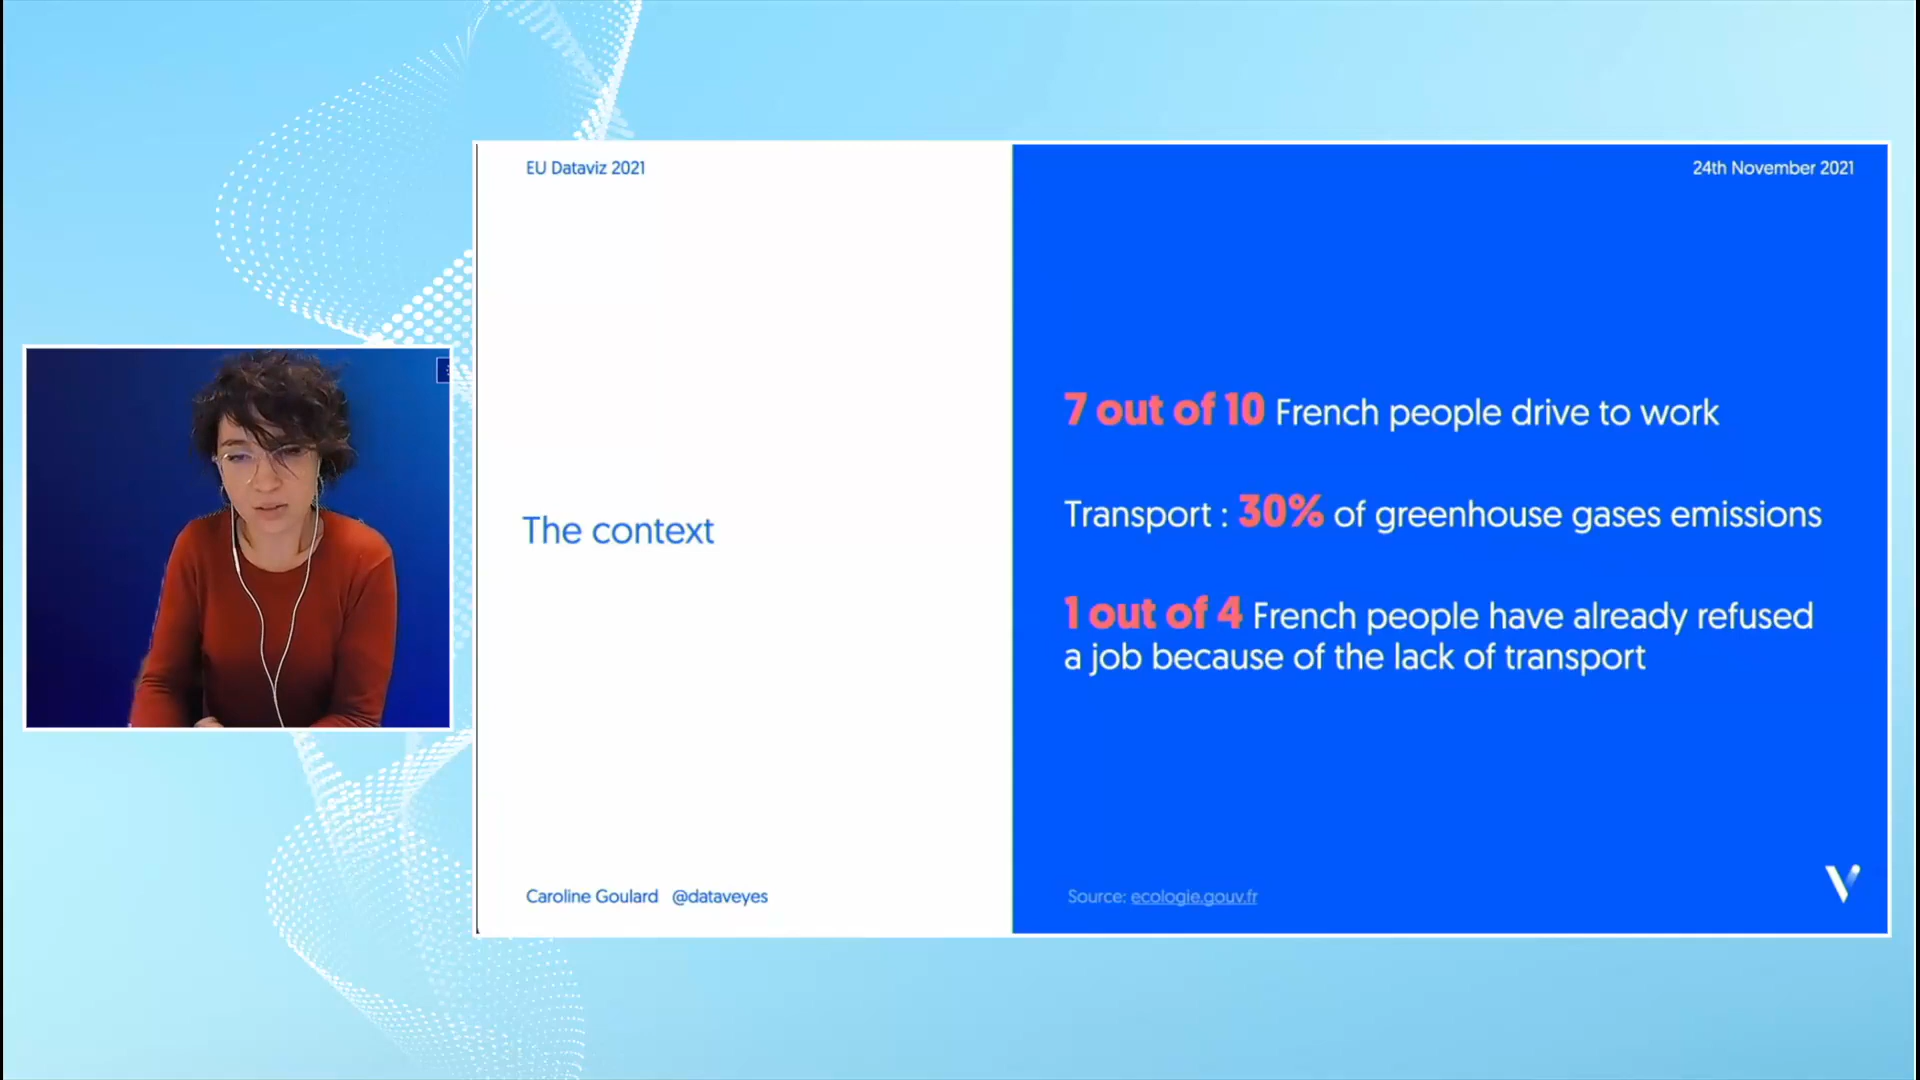 EU Dataviz 2021
24th November 2021
The context
7 out of 10 French people drive to work
Transport : 30% of greenhouse gases emissions
1 out of 4 French people have already refused
a job because of the lack of transport
Caroline Goulard @dataveyes
Source: ecologie.gouv.fr